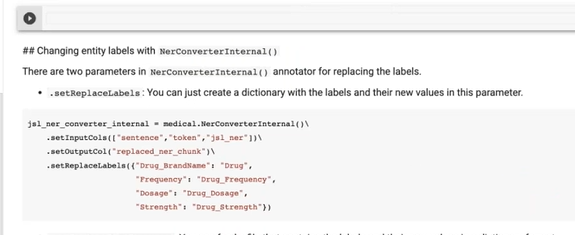 ## Changing entity labels with NerConverterInternal()
There are two parameters in NerConverterInternal() annotator for replacing the labels.
• .setReplaceLabels: You can just create a dictionary with the labels and their new values in this parameter.
jsl_ner_converter_internal = medical.NerConverterInternal()\
.setInputCols(["sentence","token","jsl_ner"])\
.setOutputCol("replaced_ner_chunk")\
.setReplaceLabels({"Drug_BrandName": "Drug",
"Frequency": "Drug_Frequency",
"Dosage": "Drug_Dosage",
"Strength": "Drug_Strength"})